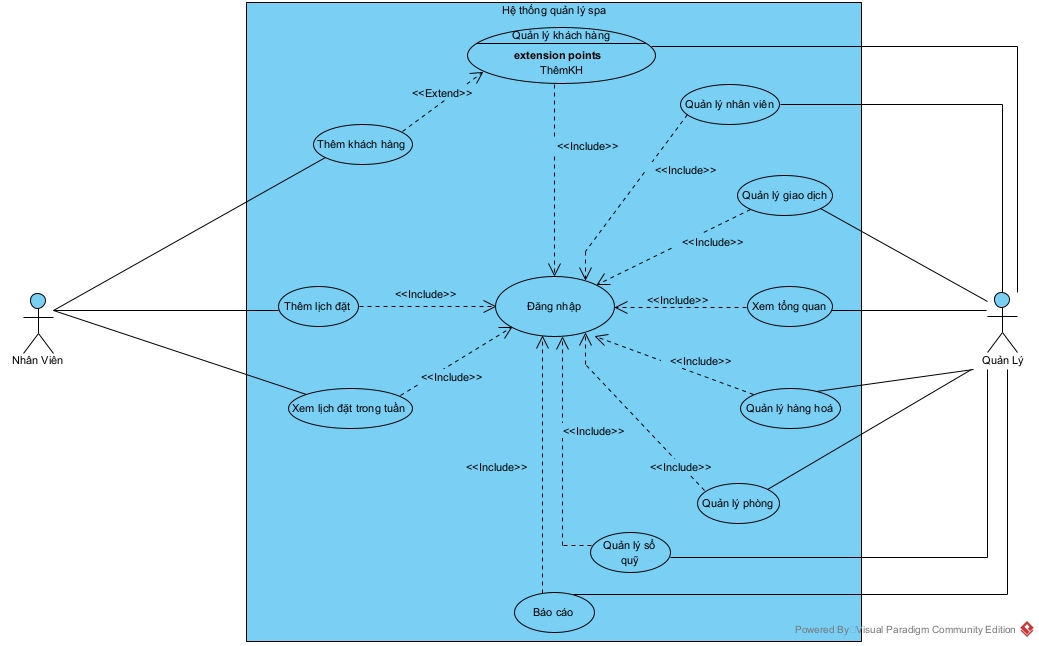 Hệ thống quản lý spa
Quản lý khách hàng
extension points
ThêmKH
<<Extend>>
Quản lý nhân viên
Thêm khách hàng
<<Include>>
<<Include>>
Quản lý giao dịch
<<Include>>
Thêm lịch đặt
<<Include>>
Đăng nhập
<<Include>>
Xem tổng quan
Nhân Viên
Quản Lý
<<Include>>
<<Include>>
Xem lịch đặt trong tuần
Quản lý hàng hoá
<<Include>>
<<Include>>
<<Include>>
Quản lý phòng
Quản lý sổ
quỹ
Báo cáo
Powered By Visual Paradigm Community Edition